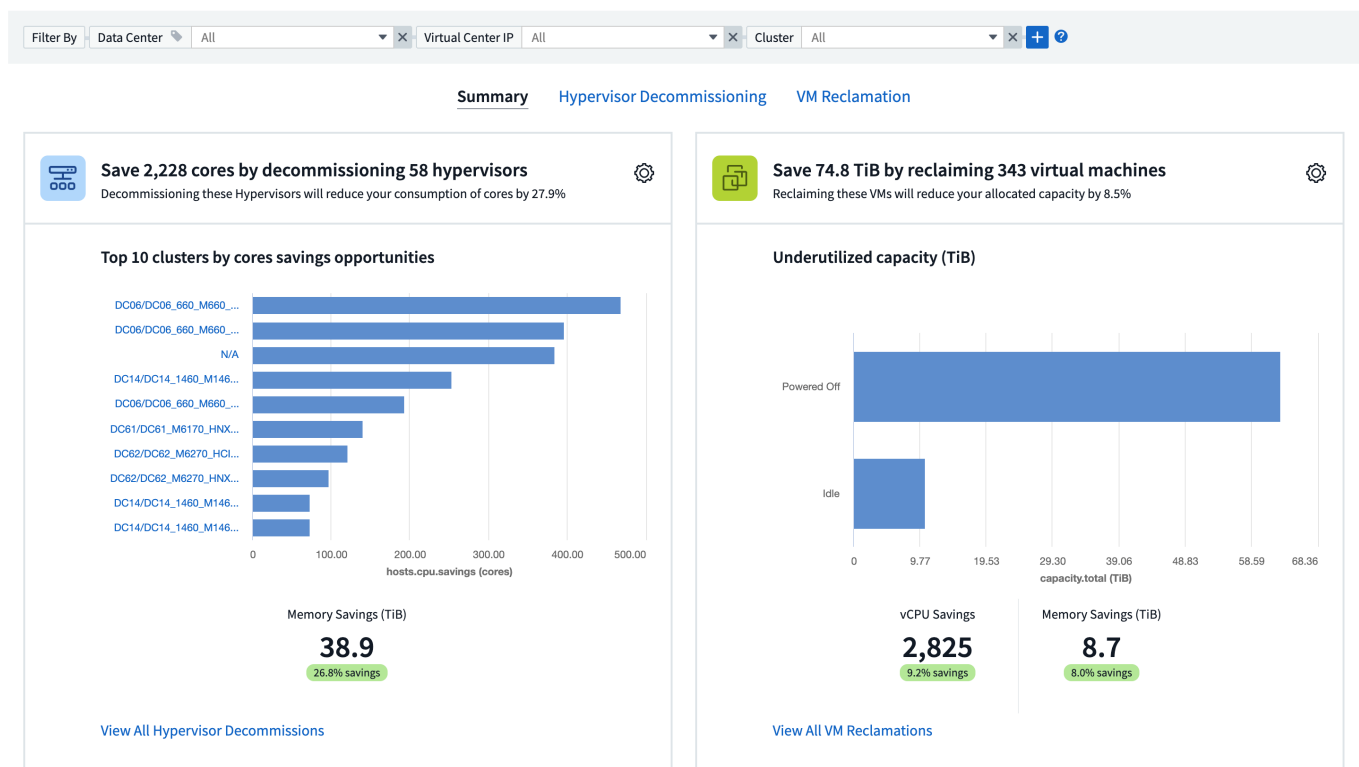 Filter By Data Center All Virtual Center IP All Cluster All
Summary Hypervisor Decommissioning VM Reclamation
Save 2,228 cores by decommissioning 58 hypervisors
Decommissioning these Hypervisors will reduce your consumption of cores by 27.9%
Top 10 clusters by cores savings opportunities
DC06/DC06_660_M660_...
DC06/DC06_660_M660_...
N/A
DC14/DC14_1460_M146...
DC06/DC06_660_M660_...
DC61/DC61_M6170_HNX...
DC62/DC62_M6270_HCI...
DC62/DC62_M6270_HNX...
DC14/DC14_1460_M146...
DC14/DC14_1460_M146...
0 100.00 200.00 300.00 400.00 500.00
hosts.cpu.savings (cores)
Memory Savings (TiB)
38.9
26.8% savings
View All Hypervisor Decommissions
Save 74.8 TiB by reclaiming 343 virtual machines
Reclaiming these VMs will reduce your allocated capacity by 8.5%
Underutilized capacity (TiB)
Powered Off
Idle
0 9.77 19.53 29.30 39.06 48.83 58.59 68.36
capacity.total (TiB)
vCPU Savings
2,825
9.2% savings
Memory Savings (TiB)
8.7
8.0% savings
View All VM Reclamations